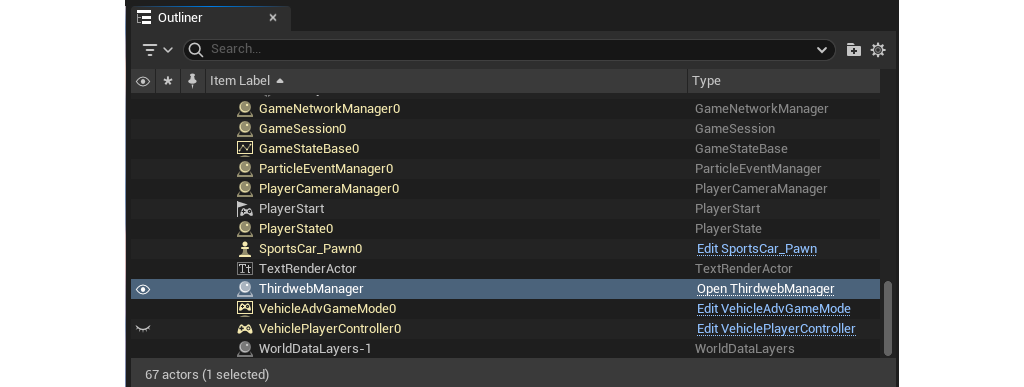 Outliner
Search...
Item Label Type
GameNetworkManager0 GameNetworkManager
GameSession0 GameSession
GameStateBase0 GameStateBase
ParticleEventManager0 ParticleEventManager
PlayerCameraManager0 PlayerCameraManager
PlayerStart PlayerStart
PlayerState0 PlayerState
SportsCar_Pawn0 Edit SportsCar_Pawn
TextRenderActor TextRenderActor
ThirdwebManager Open ThirdwebManager
VehicleAdvGameMode0 Edit VehicleAdvGameMode
VehiclePlayerController0 Edit VehiclePlayerController
WorldDataLayers-1 WorldDataLayers
67 actors (1 selected)